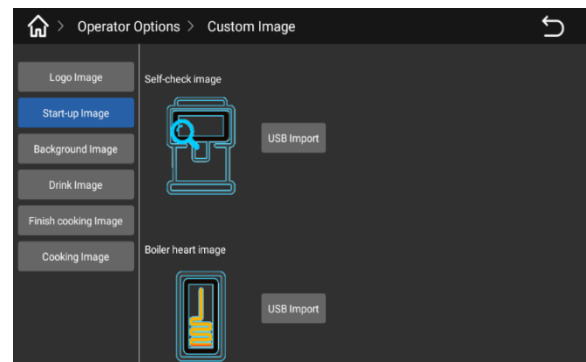 > Operator Options > Custom Image
Logo Image
Start-up Image
Background Image
Drink Image
Finish cooking Image
Cooking Image
Self-check image
USB Import
Boiler heart image
USB Import